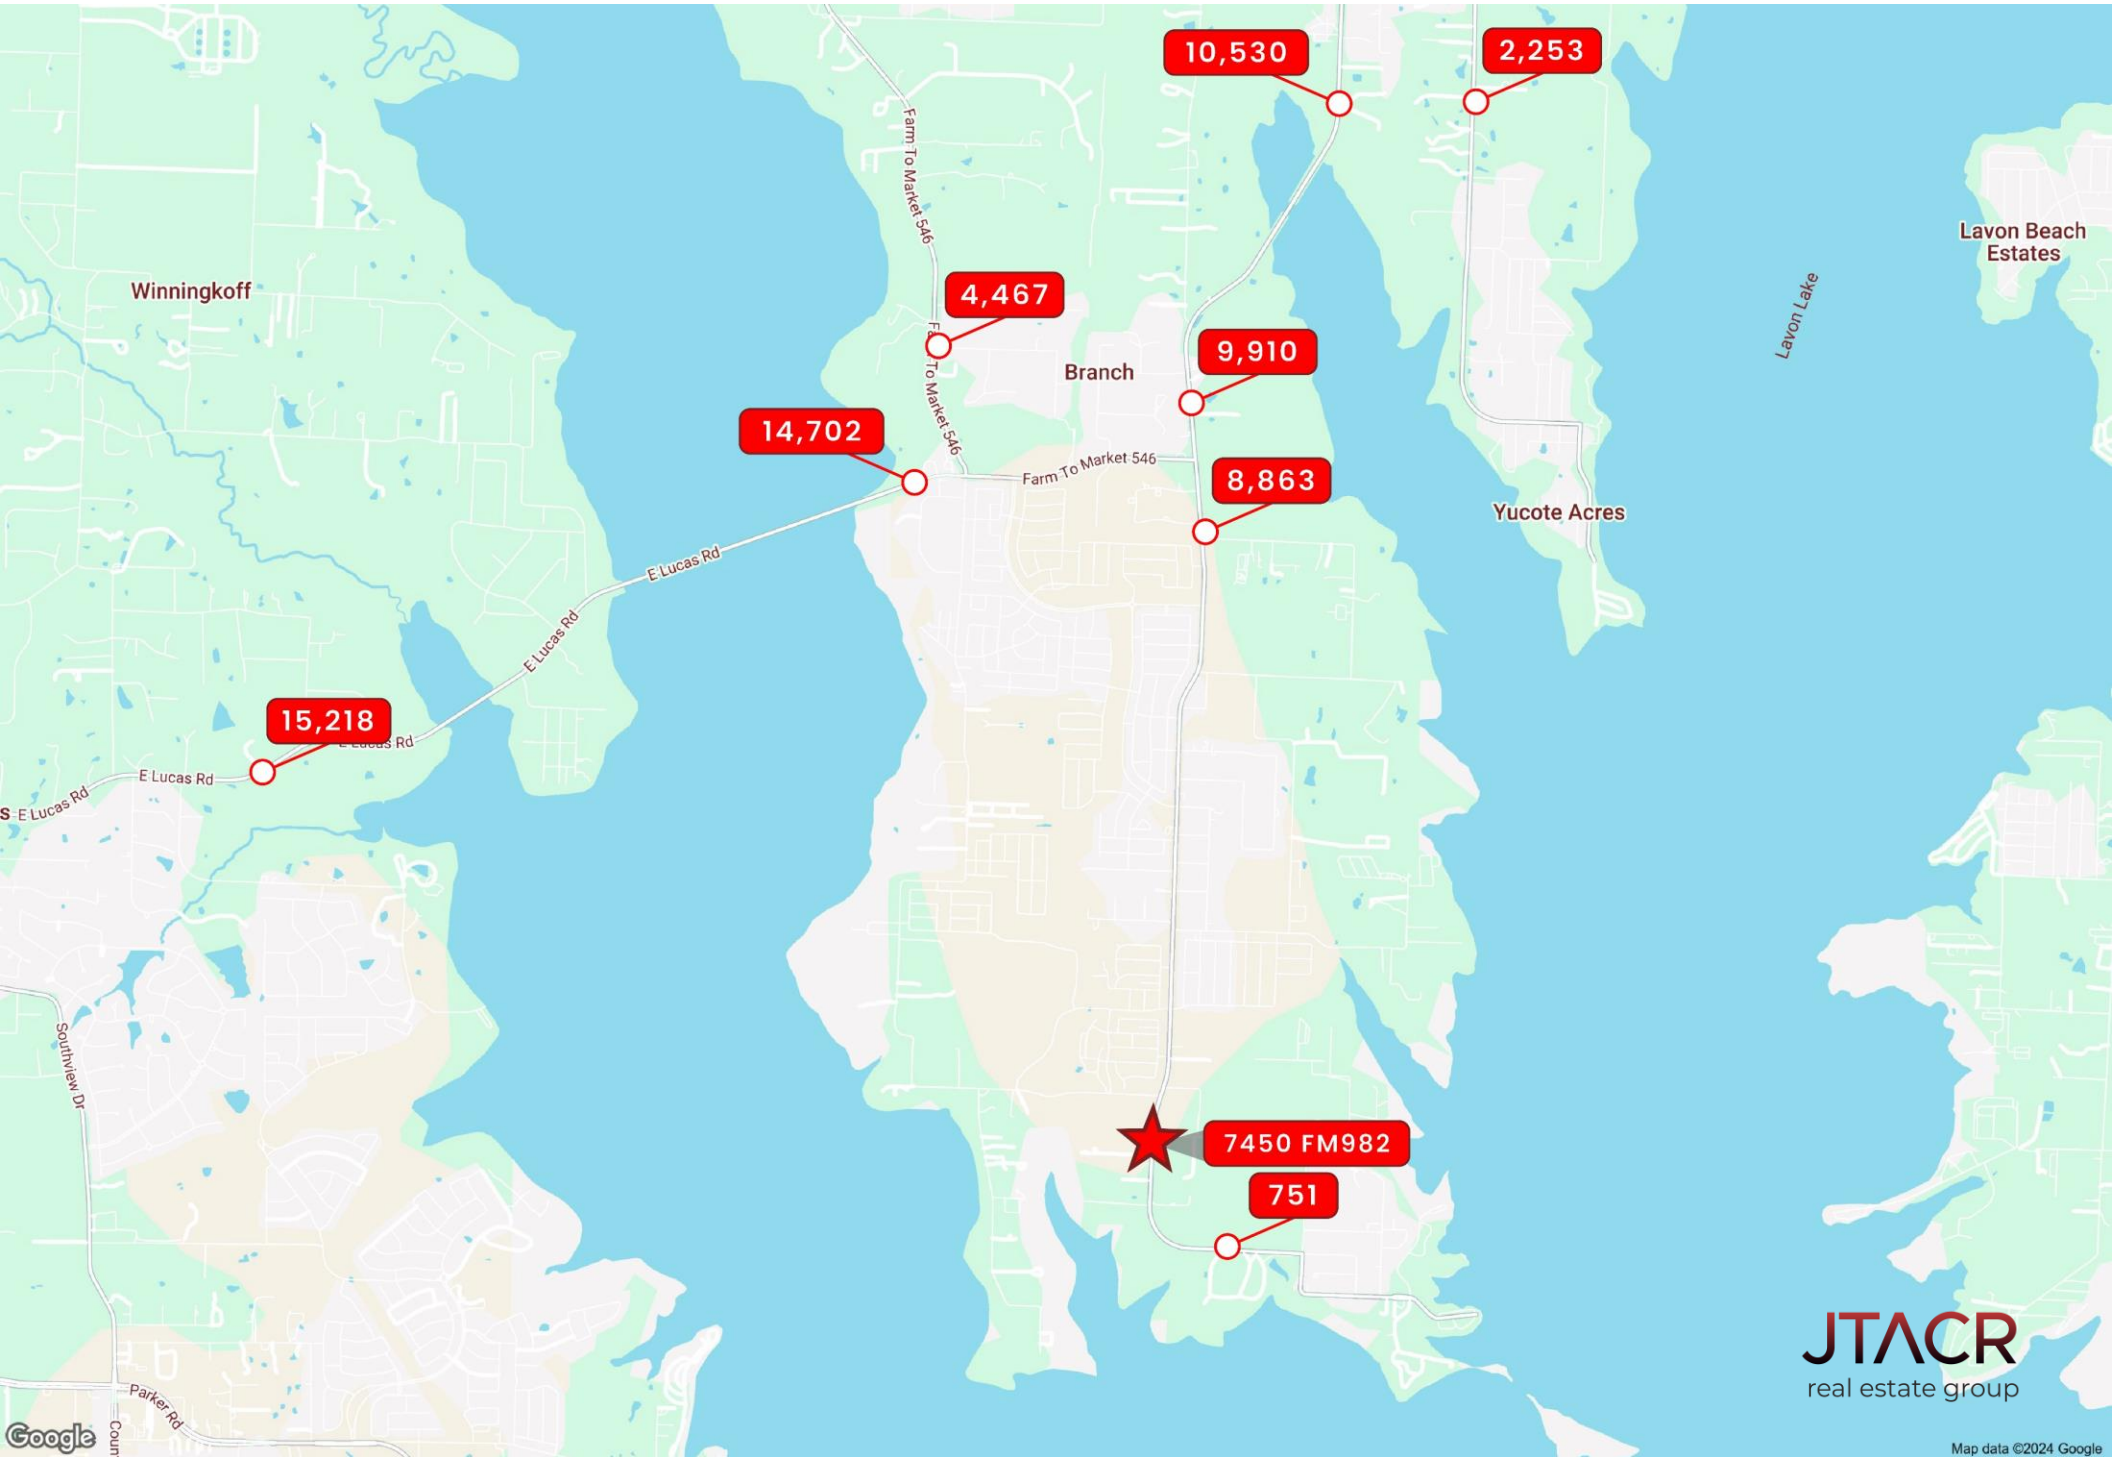 10,530
2,253
Farm To Market 546
Lavon Beach
Estates
Winningkoff
4,467
Lavon Lake
9,910
Branch
To Market 546
14,702
Farm To Market 546
8,863
Yucote Acres
E Lucas Rd
E Lucas Rd
15,218
E Lucas Rd
E Lucas Rd
S E Lucas Rd
Southview Dr
7450 FM982
751
JTACR
real estate group
Parker Rd
Coun
Google
Map data ©2024 Google